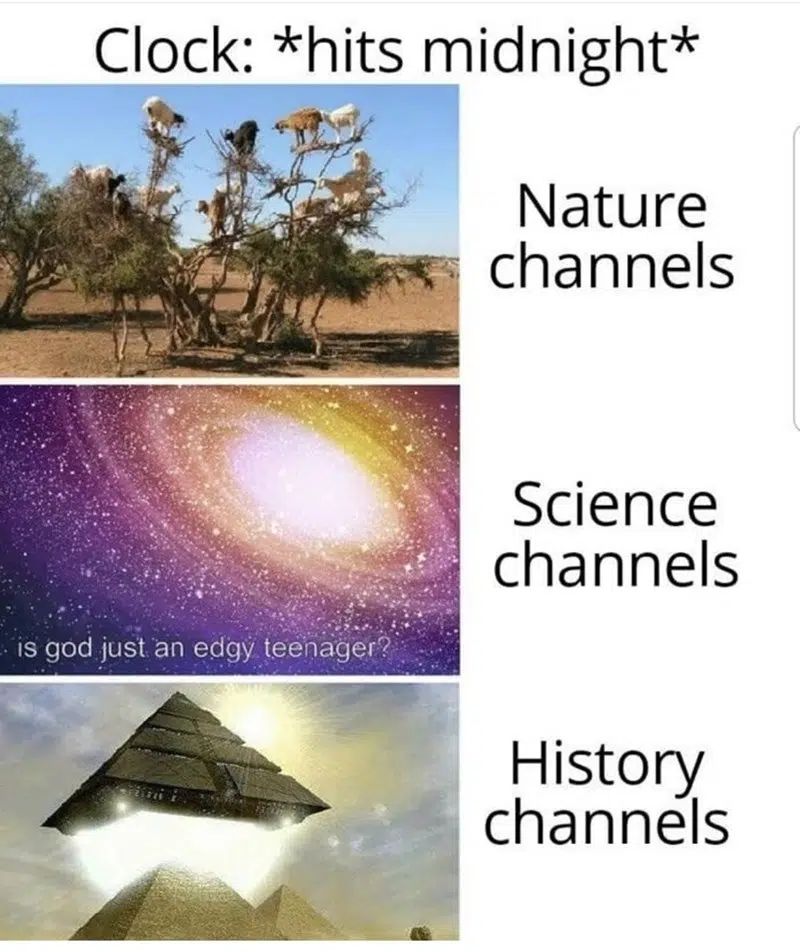 Clock: *hits midnight*
Nature
channels
Science
channels
is god just an edgy teenager?
History
channels